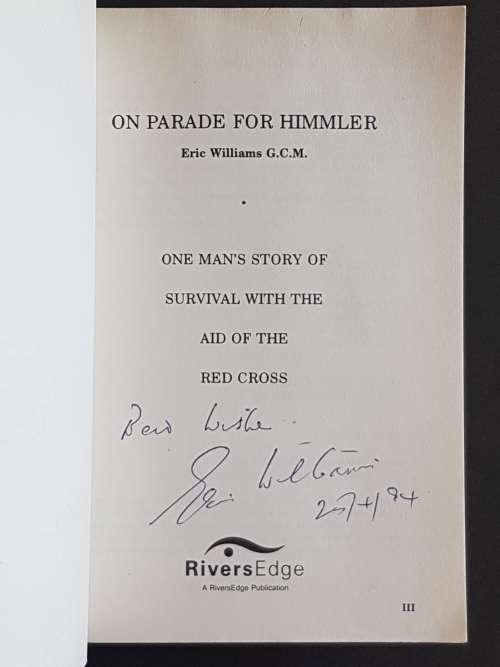 ON PARADE FOR HIMMLER
Eric Williams G.C.M.
ONE MAN'S STORY OF
SURVIVAL WITH THE
AID OF THE
RED CROSS
Best Wishes
Eric Williams
RiversEdge
A RiversEdge Publication
III